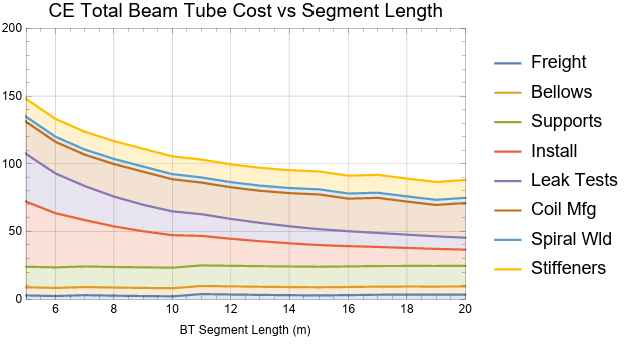 CE Total Beam Tube Cost vs Segment Length
200
150
100
50
0
6 8 10 12 14 16 18 20
BT Segment Length (m)
Freight
Bellows
Supports
Install
Leak Tests
Coil Mfg
Spiral Wld
Stiffeners